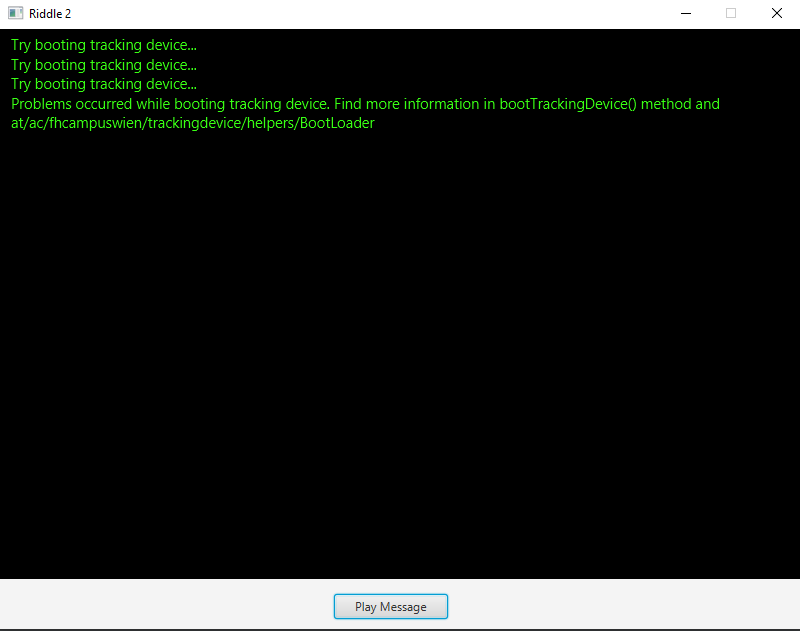 Riddle 2
Try booting tracking device...
Try booting tracking device...
Try booting tracking device...
Problems occurred while booting tracking device. Find more information in bootTrackingDevice() method and
at/ac/fhcampuswien/trackingdevice/helpers/BootLoader
Play Message